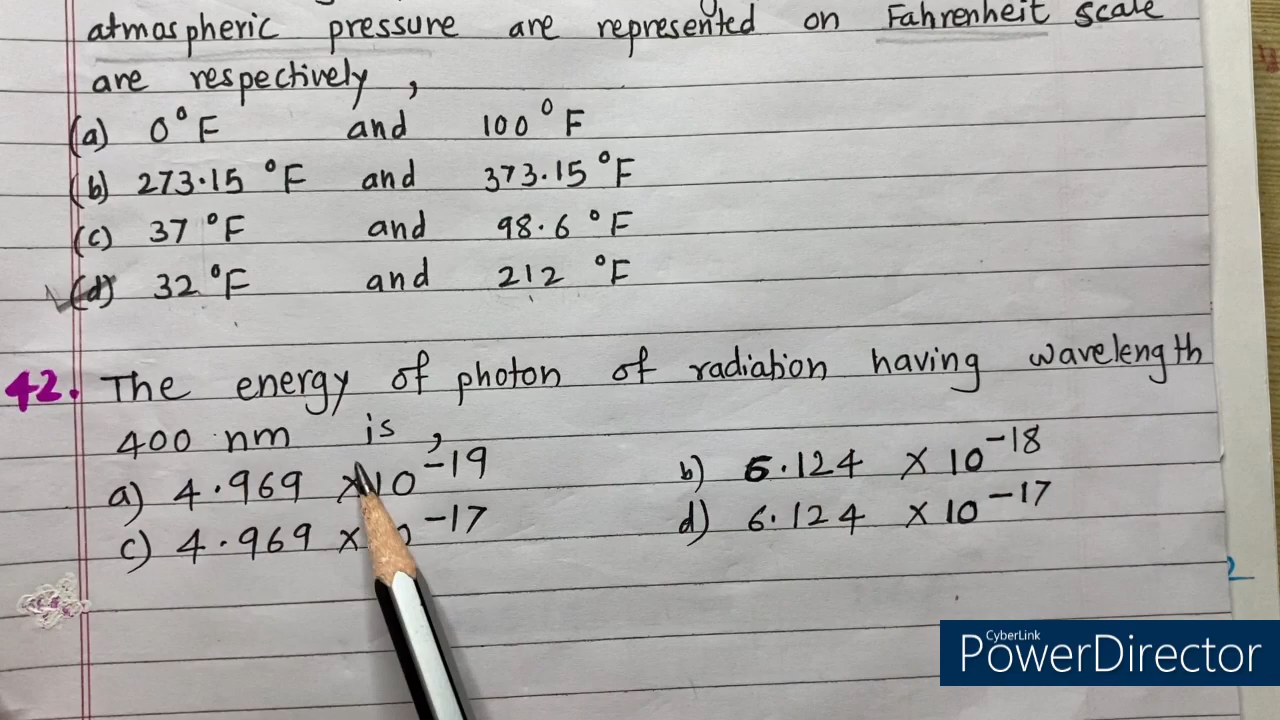 atmospheric pressure are represented on Fahrenheit scale
are respectively,
(a) 0°F and 100°F
(b) 273.15 °F and 373.15 °F
(c) 37 °F and 98.6 °F
(d) 32 °F and 212 °F
42. The energy of photon of radiation having wavelength
400 nm is,
a) 4.969 × 10^-19 b) 6.124 × 10^-18
c) 4.969 × 10^-17 d) 6.124 × 10^-17
CyberLink
PowerDirector